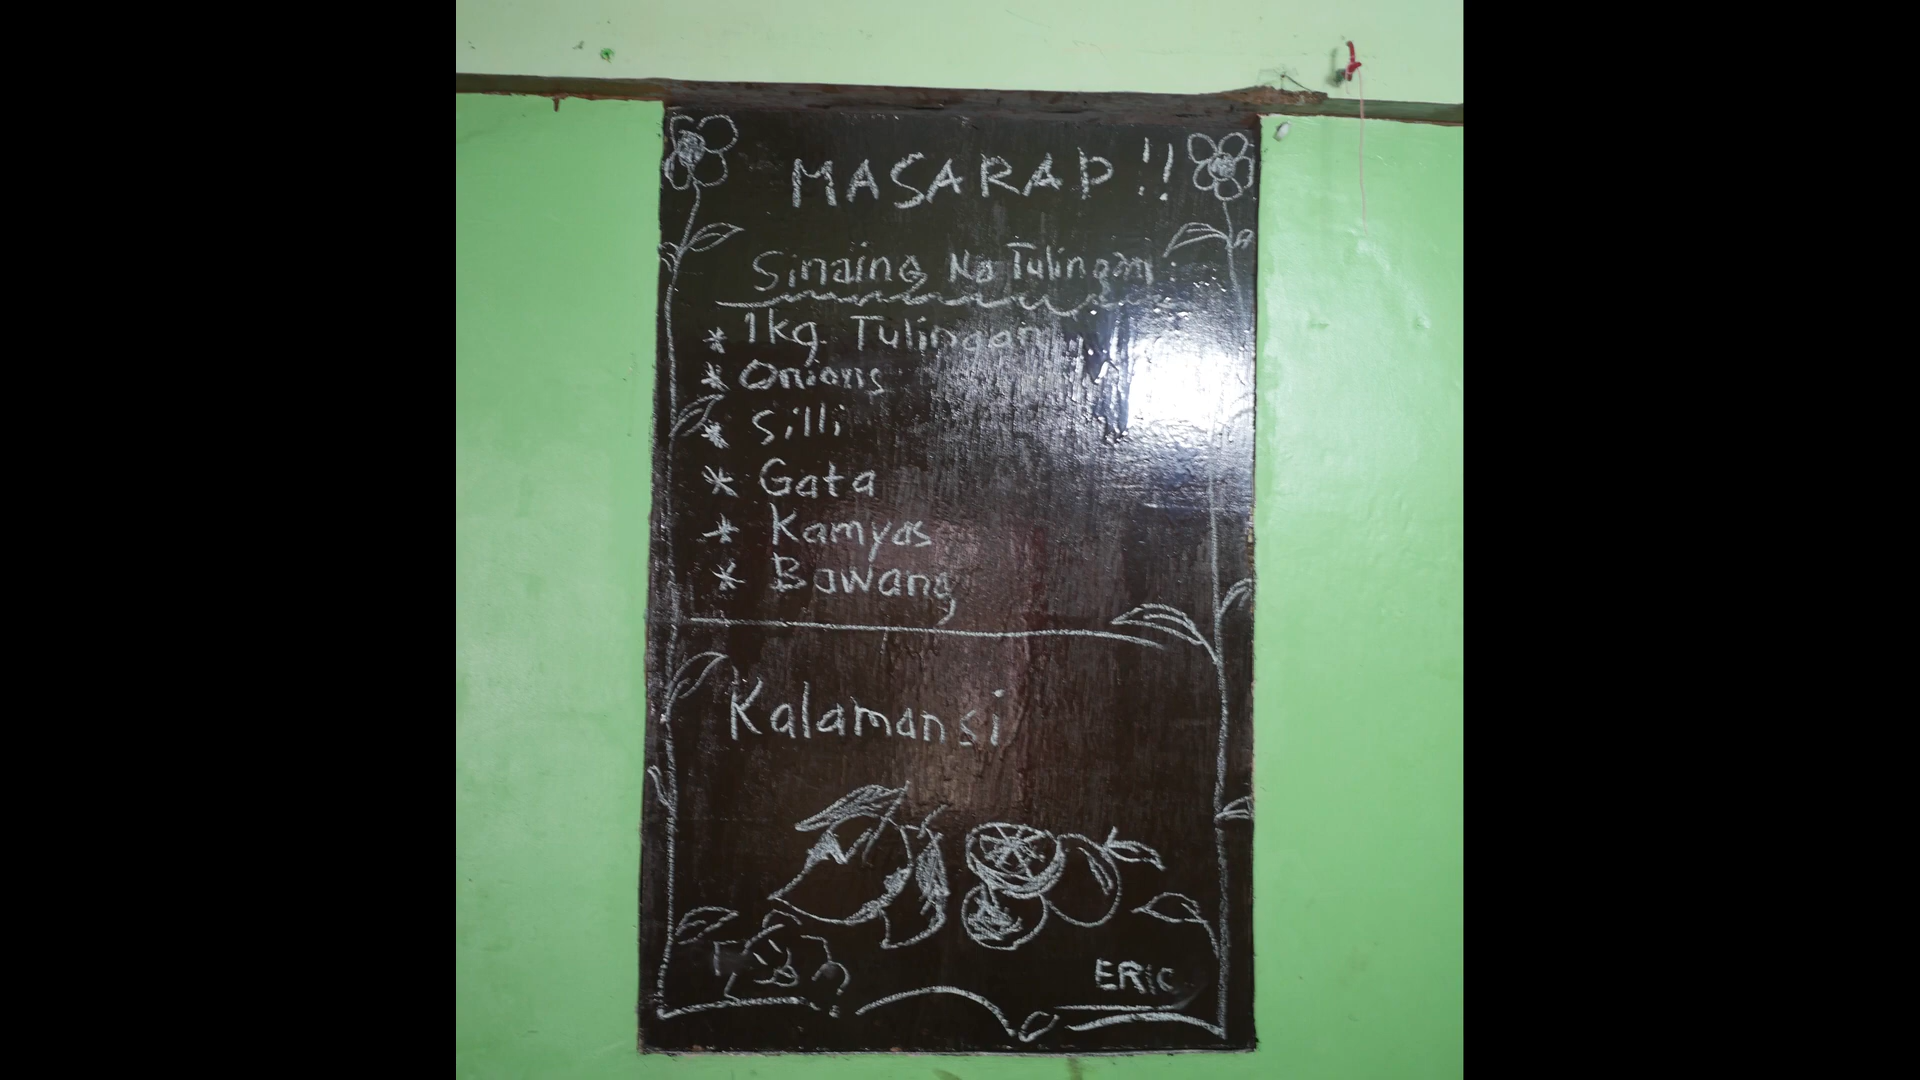 MASARAP!!
Sinaing Na Tulingan
* 1kg. Tulingan
* Onions
* Silli
* Gata
* Kamyas
* Bawang
Kalamansi
ERIC